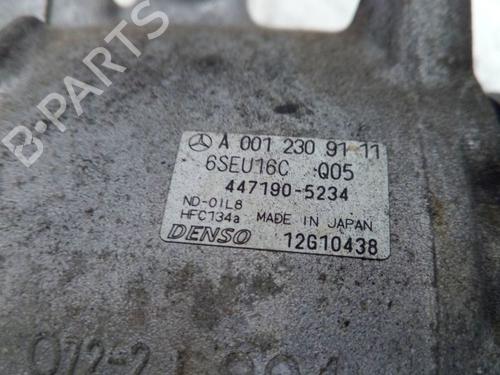 A 001 230 91 11
6SEU16C Q05
447190-5234
ND-OIL8
HFC134a MADE IN JAPAN
DENSO 12G10438
B-PARTS